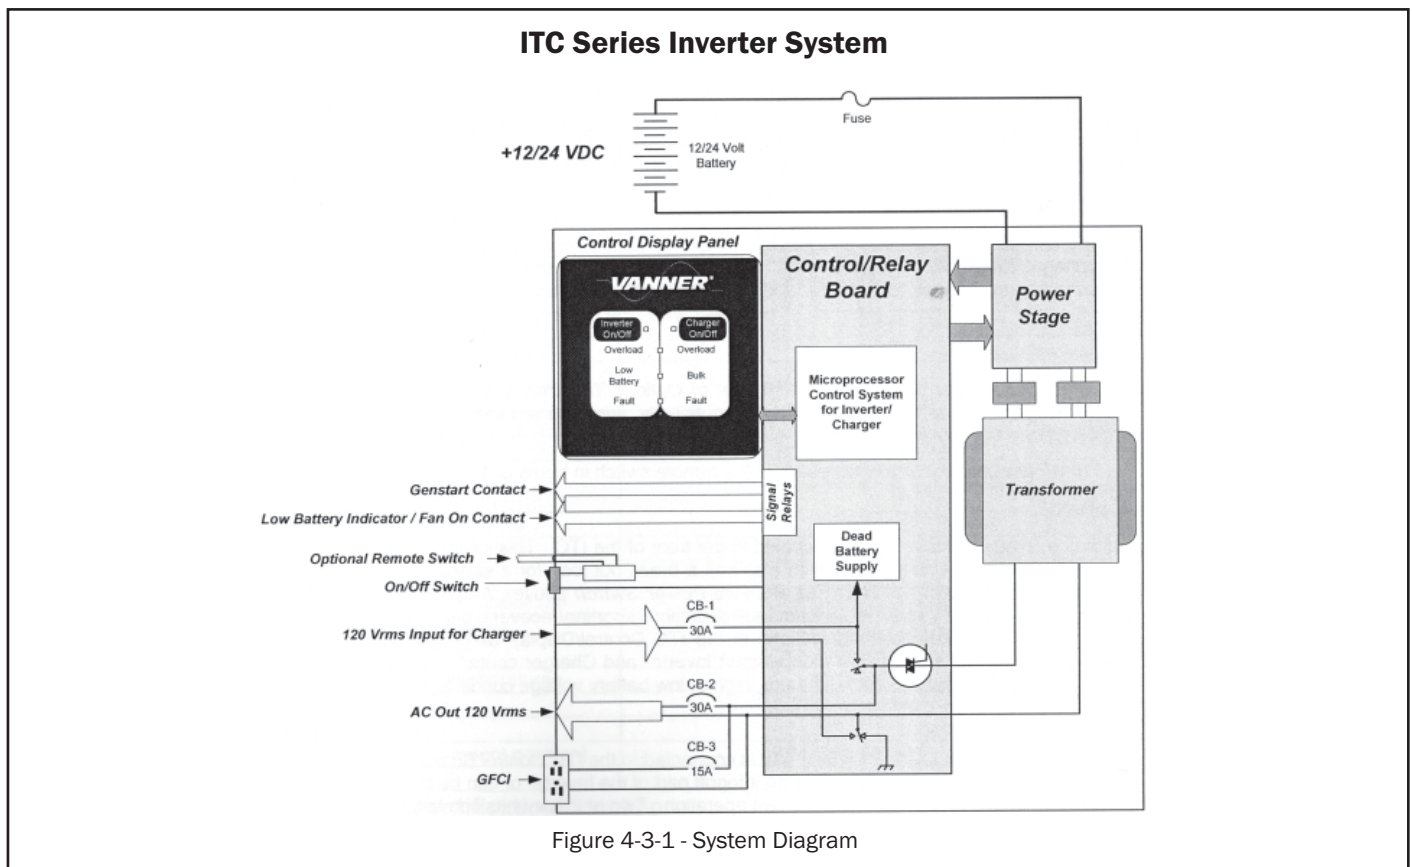 ITC Series Inverter System
Fuse
+12/24 VDC
12/24 Volt
Battery
Control Display Panel
VANNER®
Inverter
On/Off
Charger
On/Off
Overload
Overload
Low
Battery
Bulk
Fault
Fault
Control/Relay
Board
Power
Stage
Microprocessor
Control System
for Inverter/
Charger
Transformer
Signal
Relays
Genstart Contact
Low Battery Indicator / Fan On Contact
Dead
Battery
Supply
Optional Remote Switch
On/Off Switch
CB-1
30A
120 Vrms Input for Charger
CB-2
30A
AC Out 120 Vrms
CB-3
15A
GFCI
Figure 4-3-1 - System Diagram